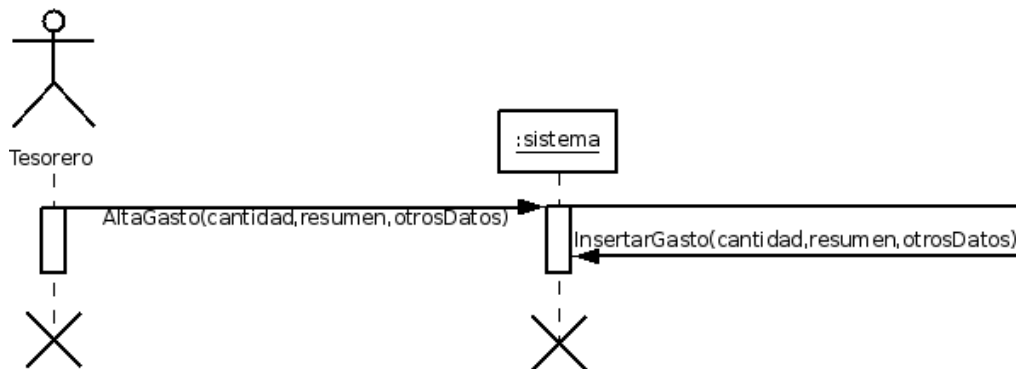 :sistema
Tesorero
AltaGasto(cantidad,resumen,otrosDatos)
InsertarGasto(cantidad,resumen,otrosDatos)